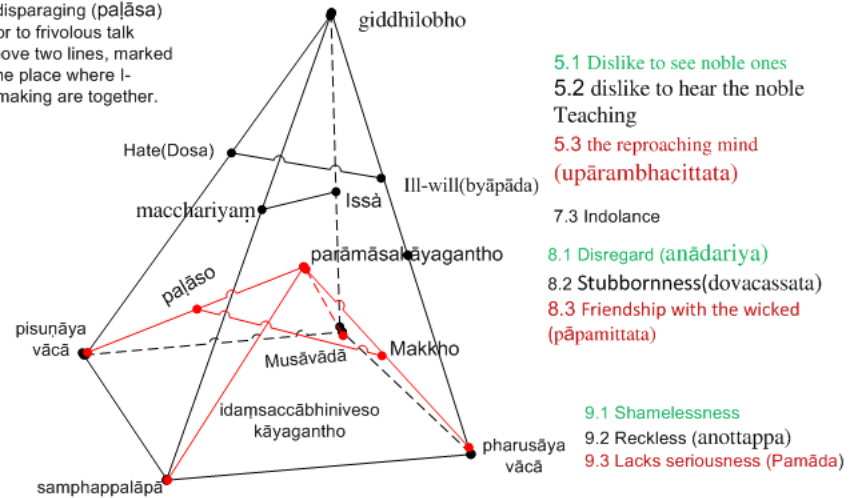 disparaging (paḷāsa)
or to frivolous talk
ove two lines, marked
he place where I-
making are together.
giddhilobho
Hate(Dosa)
Ill-will(byāpāda)
macchariyaṃ
Issà
parāmāsakāyagantho
paḷāso
pisuṇāya
vācā
Musāvādā
Makkho
idaṃsaccābhiniveso
kāyagantho
pharusāya
vācā
samphappalāpā
5.1 Dislike to see noble ones
5.2 dislike to hear the noble
Teaching
5.3 the reproaching mind
(upārambhacittata)
7.3 Indolance
8.1 Disregard (anādariya)
8.2 Stubbornness(dovacassata)
8.3 Friendship with the wicked
(pāpamittata)
9.1 Shamelessness
9.2 Reckless (anottappa)
9.3 Lacks seriousness (Pamāda)